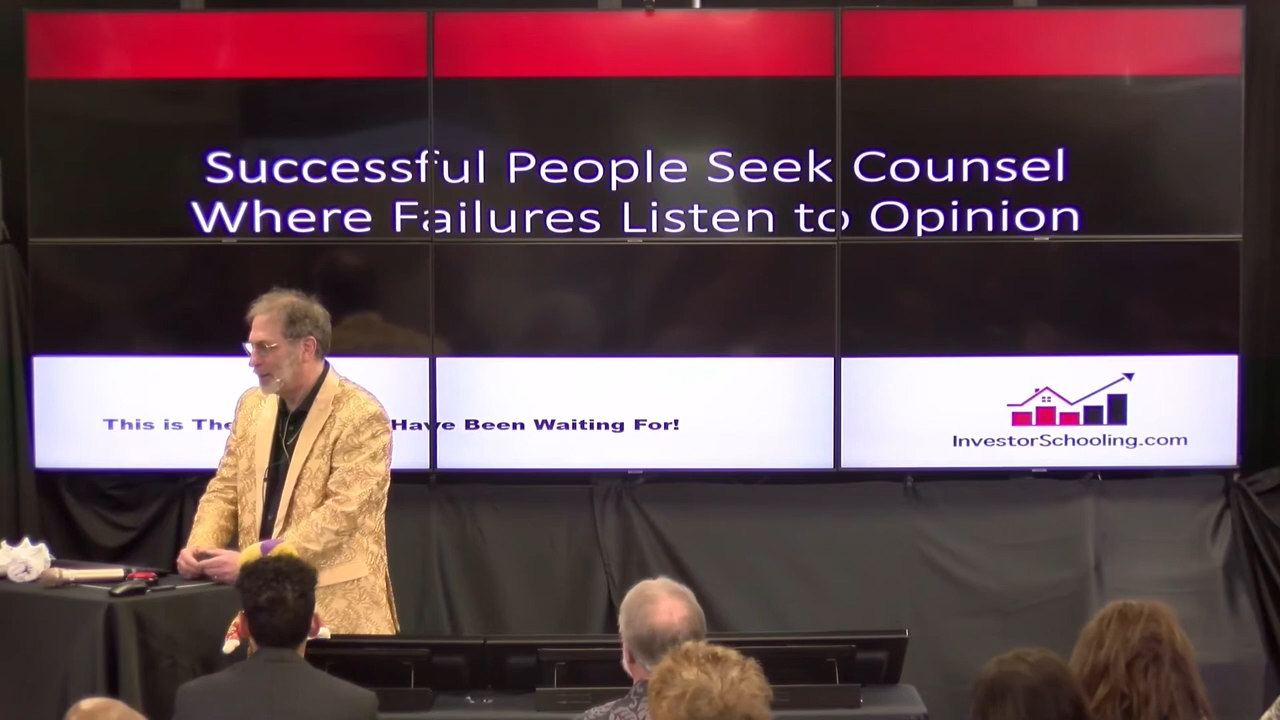 Successful People Seek Counsel
Where Failures Listen to Opinion
This is The Have Been Waiting For!
InvestorSchooling.com